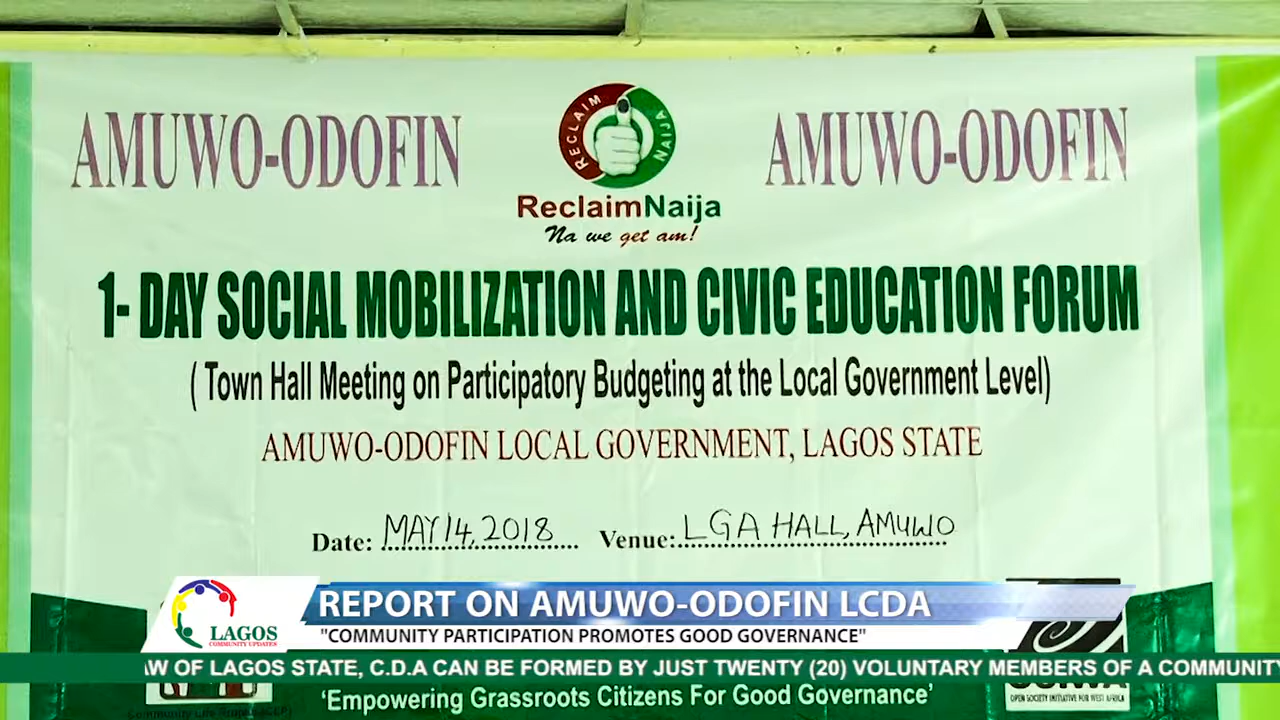 AMUWO-ODOFIN
RECLAIM NAIJA
AMUWO-ODOFIN
ReclaimNaija
Na we get am!
1- DAY SOCIAL MOBILIZATION AND CIVIC EDUCATION FORUM
( Town Hall Meeting on Participatory Budgeting at the Local Government Level)
AMUWO-ODOFIN LOCAL GOVERNMENT, LAGOS STATE
Date: MAY 14, 2018 Venue: LGA HALL, AMUWO
REPORT ON AMUWO-ODOFIN LCDA
"COMMUNITY PARTICIPATION PROMOTES GOOD GOVERNANCE"
LAGOS
COMMUNITY UPDATES
AW OF LAGOS STATE, C.D.A CAN BE FORMED BY JUST TWENTY (20) VOLUNTARY MEMBERS OF A COMMUNITY
'Empowering Grassroots Citizens For Good Governance'
OPEN SOCIETY INITIATIVE FOR WEST AFRICA